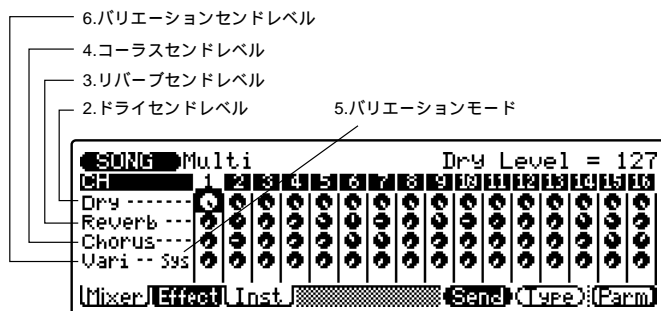 6.バリエーションセンドレベル
4.コーラスセンドレベル
3.リバーブセンドレベル
2.ドライセンドレベル
5.バリエーションモード
SONG Multi Dry Level = 127
CH 1 2 3 4 5 6 7 8 9 10 11 12 13 14 15 16
Dry -------
Reverb ---
Chorus----
Vari -- Sys
Mixer Effect Inst Send Type Parm